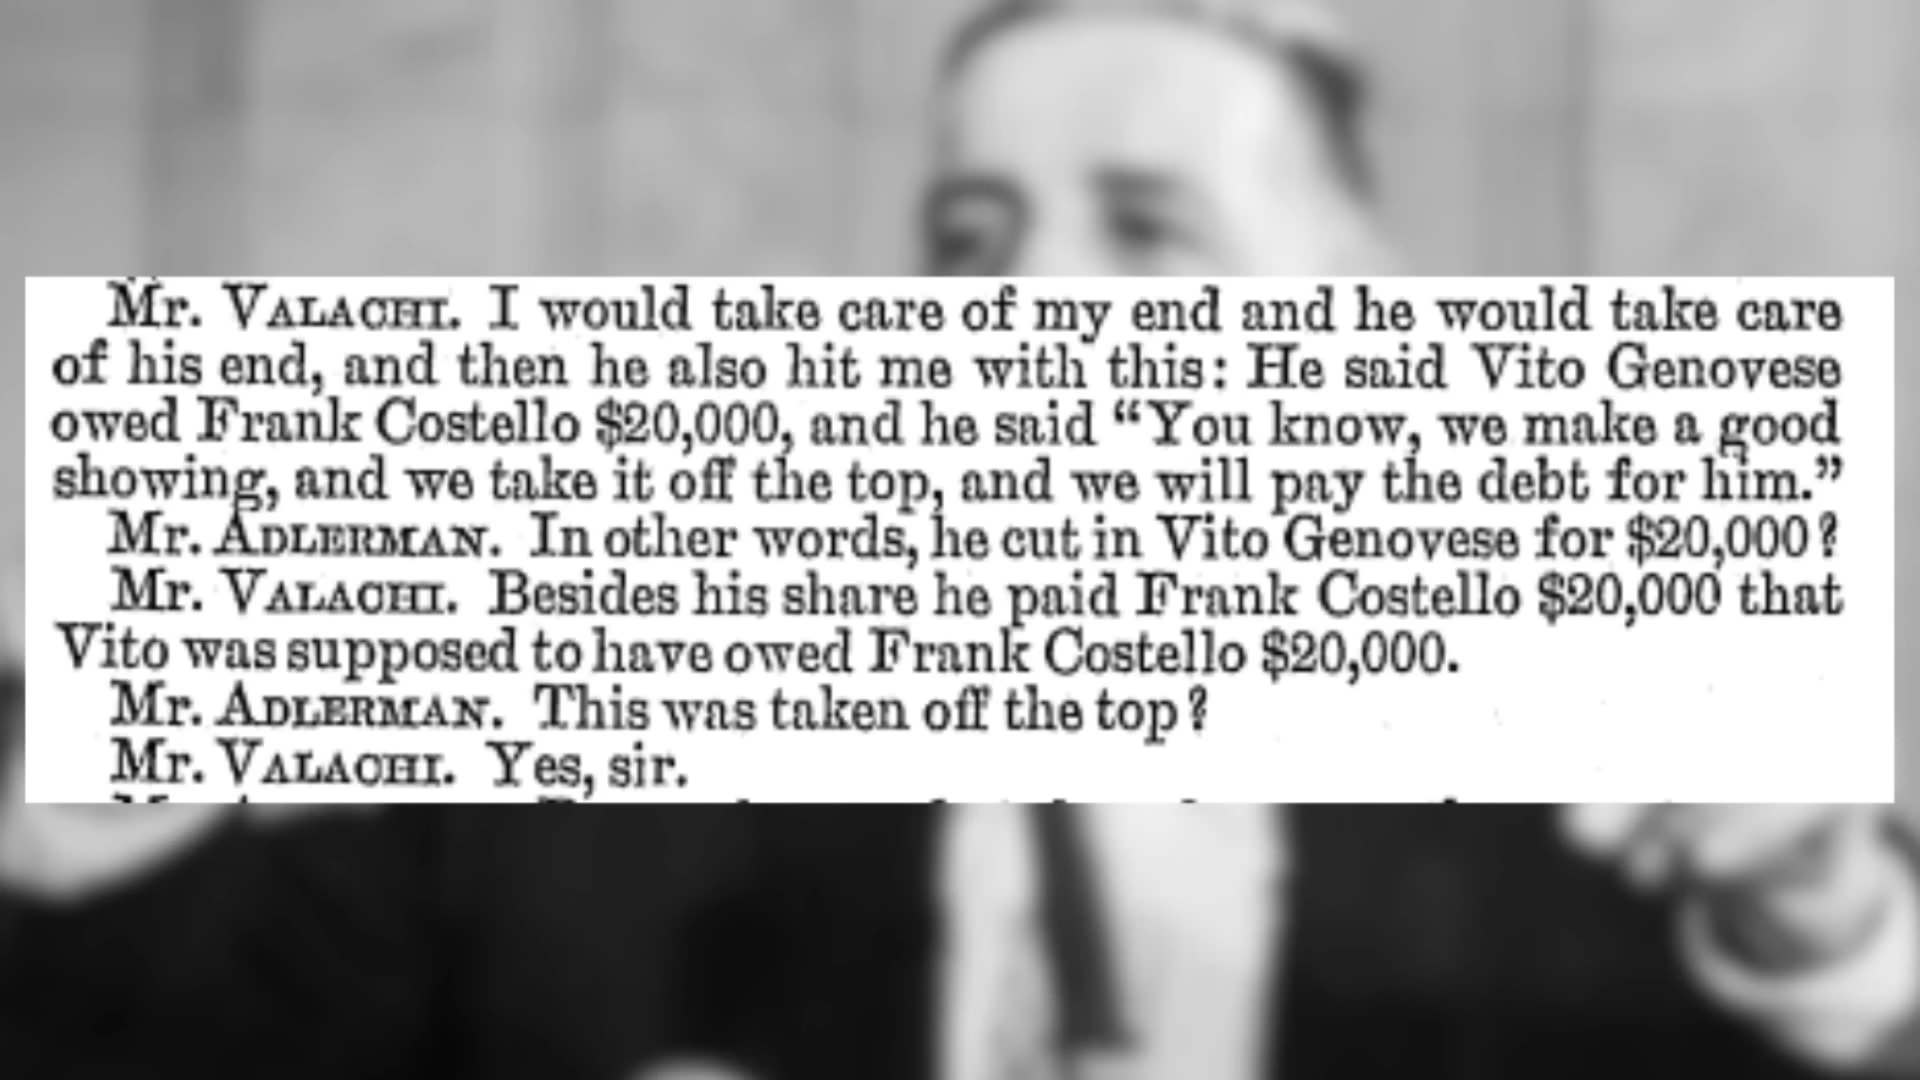 Mr. VALACHI. I would take care of my end and he would take care
of his end, and then he also hit me with this: He said Vito Genovese
owed Frank Costello $20,000, and he said “You know, we make a good
showing, and we take it off the top, and we will pay the debt for him.”
Mr. ADLERMAN. In other words, he cut in Vito Genovese for $20,000?
Mr. VALACHI. Besides his share he paid Frank Costello $20,000 that
Vito was supposed to have owed Frank Costello $20,000.
Mr. ADLERMAN. This was taken off the top?
Mr. VALACHI. Yes, sir.